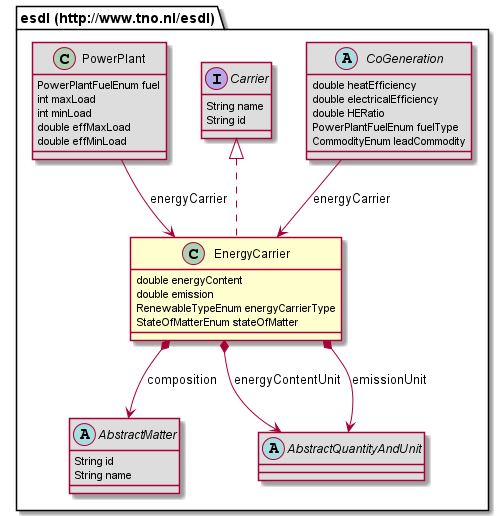 esdl (http://www.tno.nl/esdl)
C PowerPlant
PowerPlantFuelEnum fuel
int maxLoad
int minLoad
double effMaxLoad
double effMinLoad
I Carrier
String name
String id
A CoGeneration
double heatEfficiency
double electricalEfficiency
double HERatio
PowerPlantFuelEnum fuelType
CommodityEnum leadCommodity
energyCarrier
energyCarrier
C EnergyCarrier
double energyContent
double emission
RenewableTypeEnum energyCarrierType
StateOfMatterEnum stateOfMatter
composition
energyContentUnit
emissionUnit
A AbstractMatter
String id
String name
A AbstractQuantityAndUnit